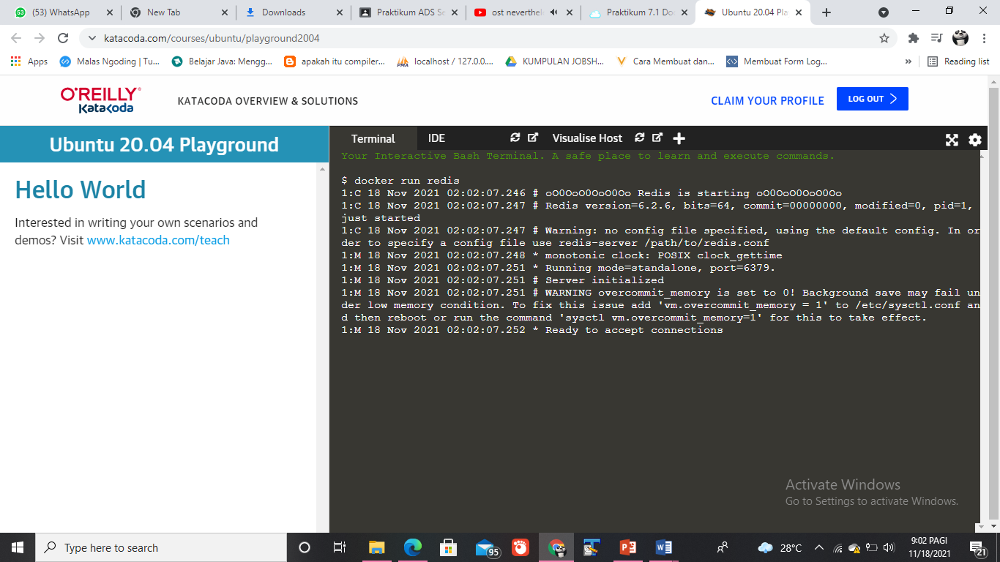 (53) WhatsApp
New Tab
Downloads
Praktikum ADS Se
ost neverthel
Praktikum 7.1 Do
Ubuntu 20.04 Pla
katacoda.com/courses/ubuntu/playground2004
Apps
Malas Ngoding | Tu...
Belajar Java: Mengg...
apakah itu compiler...
localhost / 127.0.0....
KUMPULAN JOBSH...
Cara Membuat dan...
Membuat Form Log...
»
Reading list
O'REILLY®
Katacoda
KATACODA OVERVIEW & SOLUTIONS
CLAIM YOUR PROFILE
LOG OUT
Ubuntu 20.04 Playground
Hello World
Interested in writing your own scenarios and
demos? Visit www.katacoda.com/teach
Terminal
IDE
Visualise Host
Your Interactive Bash Terminal. A safe place to learn and execute commands.
$ docker run redis
1:C 18 Nov 2021 02:02:07.246 # oO0OoO0OoO0Oo Redis is starting oO0OoO0OoO0Oo
1:C 18 Nov 2021 02:02:07.247 # Redis version=6.2.6, bits=64, commit=00000000, modified=0, pid=1,
just started
1:C 18 Nov 2021 02:02:07.247 # Warning: no config file specified, using the default config. In or
der to specify a config file use redis-server /path/to/redis.conf
1:M 18 Nov 2021 02:02:07.248 * monotonic clock: POSIX clock_gettime
1:M 18 Nov 2021 02:02:07.251 * Running mode=standalone, port=6379.
1:M 18 Nov 2021 02:02:07.251 # Server initialized
1:M 18 Nov 2021 02:02:07.251 # WARNING overcommit_memory is set to 0! Background save may fail un
der low memory condition. To fix this issue add 'vm.overcommit_memory = 1' to /etc/sysctl.conf an
d then reboot or run the command 'sysctl vm.overcommit_memory=1' for this to take effect.
1:M 18 Nov 2021 02:02:07.252 * Ready to accept connections
Activate Windows
Go to Settings to activate Windows.
Type here to search
95
28°C
9:02 PAGI
11/18/2021
21